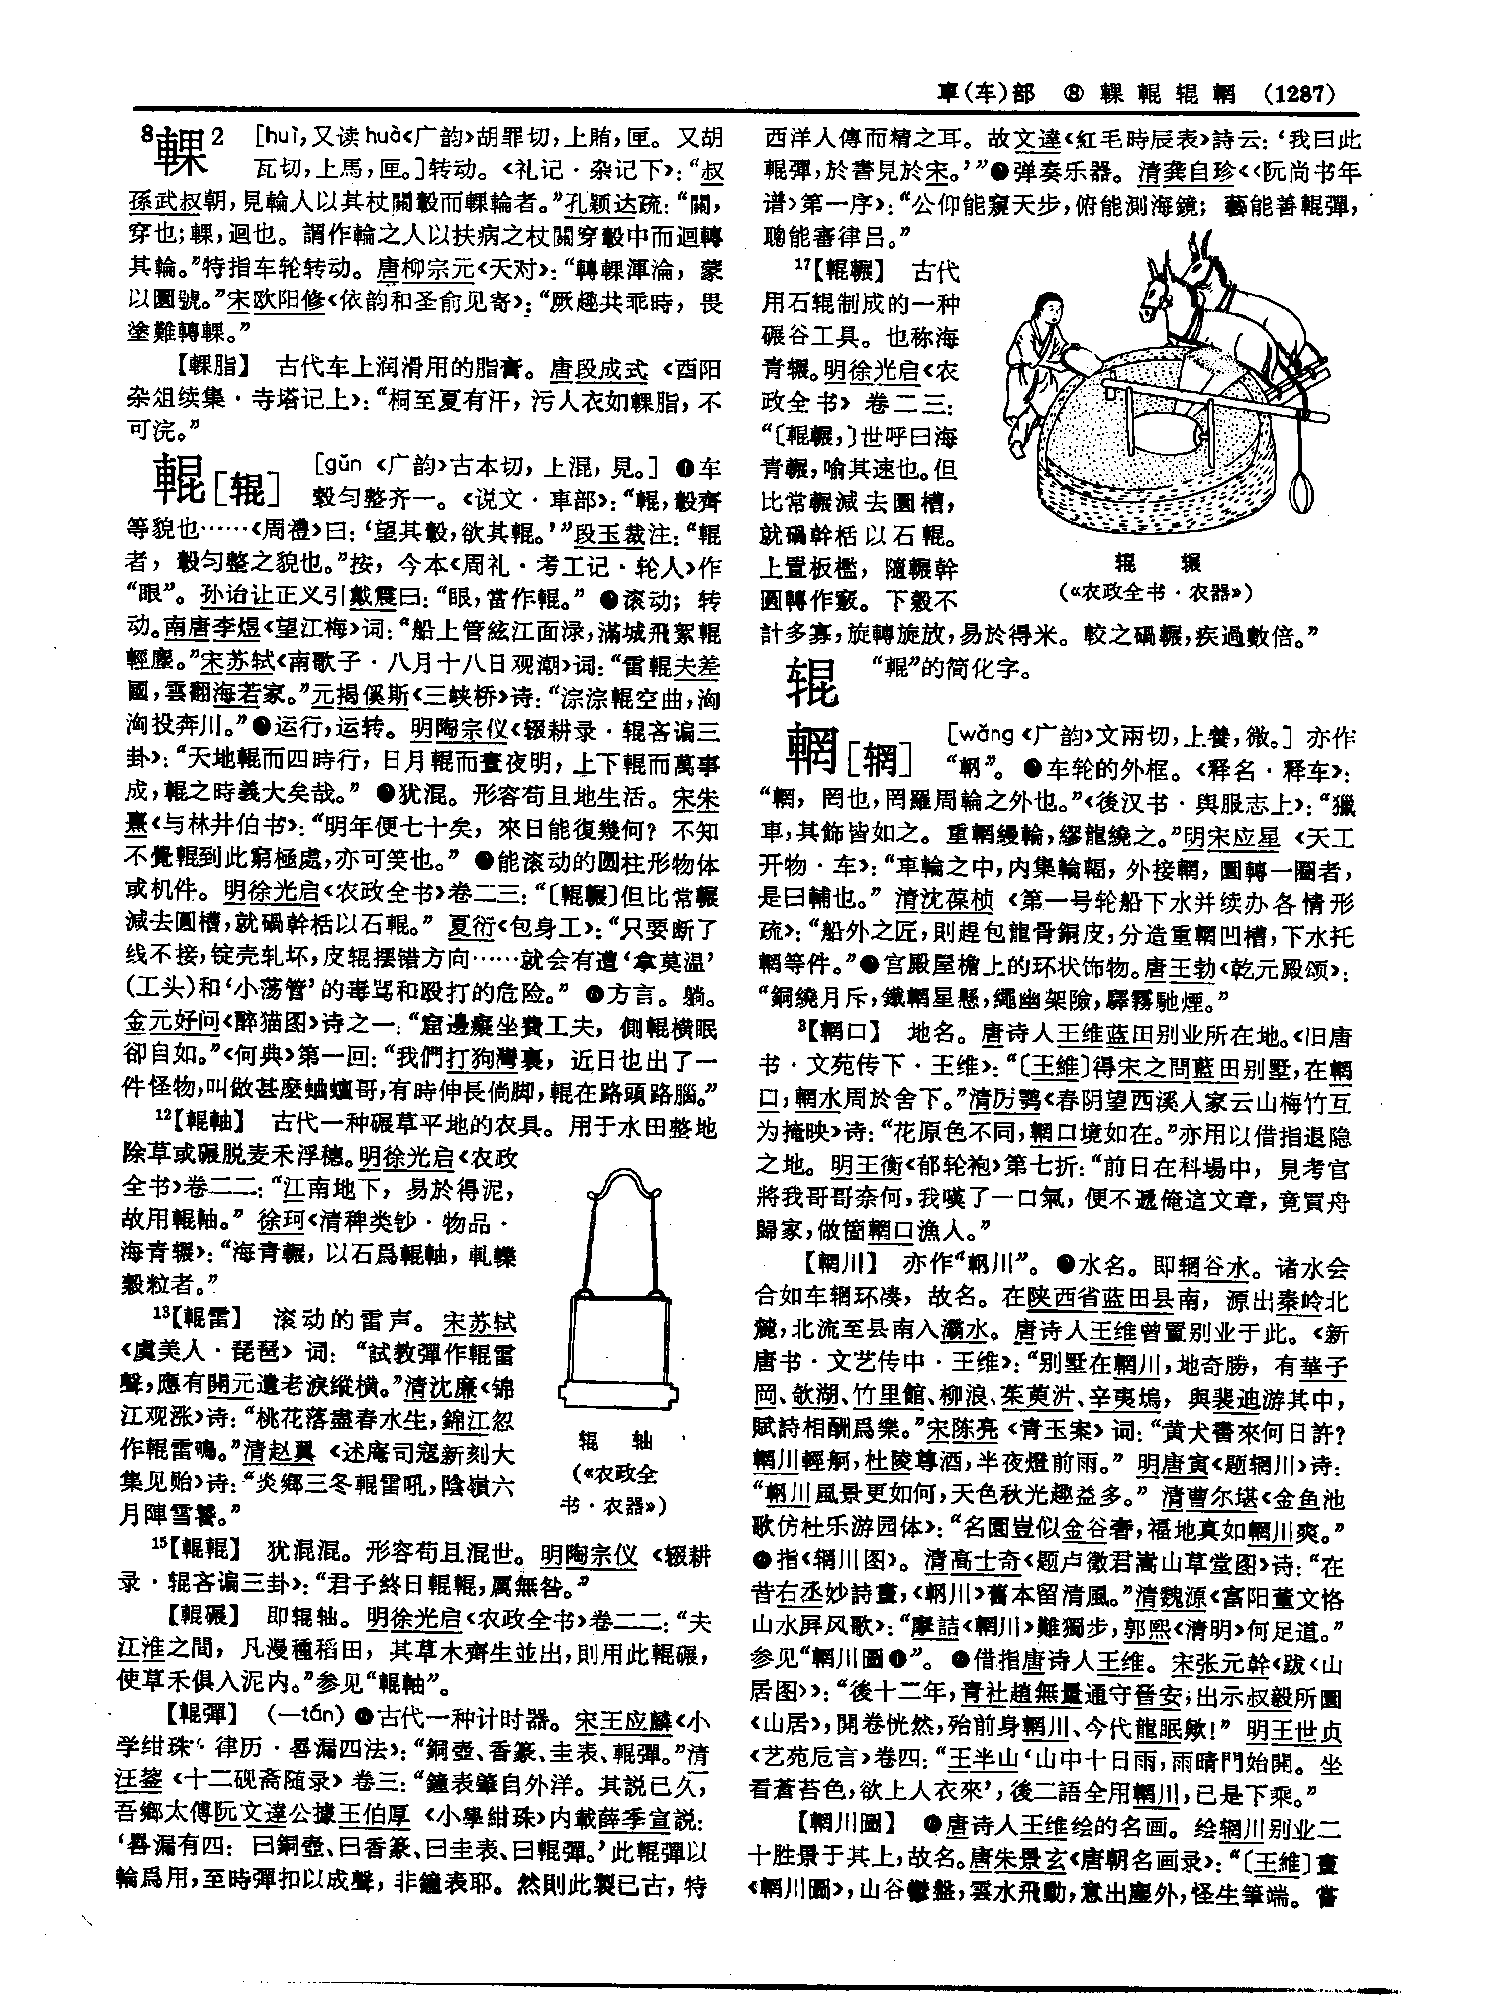 車(车)部 ⑧ 輠 輥 辊 輞 (1287)
⁸輠² [huì,又读huà《广韵》胡罪切,上賄,匣。又胡
瓦切,上馬,匣。]转动。《礼记·杂记下》:“叔
孫武叔朝,見輪人以其杖關轂而輠輪者。”孔颖达疏:“關,
穿也;輠,迴也。謂作輪之人以扶病之杖關穿轂中而迴轉
其輪。”特指车轮转动。唐柳宗元《天对》:“轉輠渾淪,蒙
以圜號。”宋欧阳修《依韵和圣俞见寄》:“厥趣共乖時,畏
塗難轉輠。”
【輠脂】 古代车上润滑用的脂膏。唐段成式《酉阳
杂俎续集·寺塔记上》:“桐至夏有汗,污人衣如輠脂,不
可浣。”
輥[辊] [gǔn《广韵》古本切,上混,見。] ❶车
毂匀整齐一。《说文·車部》:“輥,轂齊
等貌也……《周禮》曰:‘望其轂,欲其輥。’”段玉裁注:“輥
者,轂匀整之貌也。”按,今本《周礼·考工记·轮人》作
“眼”。孙诒让正义引戴震曰:“眼,當作輥。” ❷滚动;转
动。南唐李煜《望江梅》词:“船上管絃江面渌,滿城飛絮輥
輕塵。”宋苏轼《南歌子·八月十八日观潮》词:“雷輥夫差
國,雲翻海若家。”元揭傒斯《三峡桥》诗:“淙淙輥空曲,洶
洶投奔川。”❸运行,运转。明陶宗仪《辍耕录·辊吝谝三
卦》:“天地輥而四時行,日月輥而晝夜明,上下輥而萬事
成,輥之時義大矣哉。” ❹犹混。形容苟且地生活。宋朱
熹《与林井伯书》:“明年便七十矣,來日能復幾何?不知
不覺輥到此窮極處,亦可笑也。” ❺能滚动的圆柱形物体
或机件。明徐光启《农政全书》卷二三:“〔輥輾〕但比常輾
減去圓槽,就碢幹栝以石輥。” 夏衍《包身工》:“只要断了
线不接,锭壳轧坏,皮辊摆错方向……就会有遭‘拿莫温’
(工头)和‘小荡管’的毒骂和殴打的危险。” ❻方言。躺。
金元好问《醉猫图》诗之一:“窟邊癡坐費工夫,側輥横眠
卻自如。”《何典》第一回:“我們打狗灣裏,近日也出了一
件怪物,叫做甚麽蚰蟺哥,有時伸長倘脚,輥在路頭路腦。”
¹²【輥軸】 古代一种碾草平地的农具。用于水田整地
除草或碾脱麦禾浮穗。明徐光启《农政
全书》卷二二:“江南地下,易於得泥,
故用輥軸。”徐珂《清稗类钞·物品·
海青辗》:“海青輾,以石爲輥軸,軋轢
穀粒者。”
¹³【輥雷】 滚动的雷声。宋苏轼
《虞美人·琵琶》词:“試教彈作輥雷
聲,應有開元遺老淚縱橫。”清沈廉《锦
江观涨》诗:“桃花落盡春水生,錦江忽
作輥雷鳴。”清赵翼《述庵司寇新刻大
集见贻》诗:“炎鄉三冬輥雷吼,陰嶺六
月陣雪饕。”
辊 轴
(《农政全
书·农器》)
¹⁵【輥輥】 犹混混。形容苟且混世。明陶宗仪《辍耕
录·辊吝谝三卦》:“君子終日輥輥,厲無咎。”
【輥碾】 即辊轴。明徐光启《农政全书》卷二二:“夫
江淮之間,凡漫種稻田,其草木齊生並出,則用此輥碾,
使草禾俱入泥内。”参见“輥軸”。
【輥彈】 (—tán) ❶古代一种计时器。宋王应麟《小
学绀珠·律历·晷漏四法》:“銅壺、香篆、圭表、輥彈。”清
汪鋆《十二砚斋随录》卷三:“鐘表肇自外洋。其説已久,
吾鄉太傅阮文達公據王伯厚《小學紺珠》内載薛季宣説:
‘晷漏有四:曰銅壺、曰香篆、曰圭表、曰輥彈。’此輥彈以
輪爲用,至時彈扣以成聲,非鐘表耶。然則此製已古,特
西洋人傳而精之耳。故文達《紅毛時辰表》詩云:‘我曰此
輥彈,於書見於宋。’”❷弹奏乐器。清龚自珍《〈阮尚书年
谱〉第一序》:“公仰能窺天步,俯能測海鏡;藝能善輥彈,
聰能審律吕。”
¹⁷【輥輾】 古代
用石辊制成的一种
碾谷工具。也称海
青辗。明徐光启《农
政全书》卷二三:
“〔輥輾,〕世呼曰海
青輾,喻其速也。但
比常輾減去圓槽,
就碢幹栝以石輥。
上置板檻,隨輾幹
圓轉作竅。下穀不
計多寡,旋轉旋放,易於得米。較之碢輾,疾過數倍。”
辊 辗
(《农政全书·农器》)
辊 “輥”的简化字。
輞[辋] [wǎng《广韵》文兩切,上養,微。] 亦作
“輞”。 ❶车轮的外框。《释名·释车》:
“輞,罔也,罔羅周輪之外也。”《後汉书·舆服志上》:“獵
車,其飾皆如之。重輞縵輪,繆龍繞之。”明宋应星《天工
开物·车》:“車輪之中,内集輪輻,外接輞,圓轉一圈者,
是曰輔也。” 清沈葆桢《第一号轮船下水并续办各情形
疏》:“船外之匠,則趕包龍骨銅皮,分造重輞凹槽,下水托
輞等件。”❷宫殿屋檐上的环状饰物。唐王勃《乾元殿颂》:
“銅繞月斥,鐵輞星懸,繩幽架險,驛霧馳煙。”
³【輞口】 地名。唐诗人王维蓝田别业所在地。《旧唐
书·文苑传下·王维》:“〔王維〕得宋之問藍田别墅,在輞
口,輞水周於舍下。”清厉鹗《春阴望西溪人家云山梅竹互
为掩映》诗:“花原色不同,輞口境如在。”亦用以借指退隐
之地。明王衡《郁轮袍》第七折:“前日在科場中,見考官
將我哥哥奈何,我嘆了一口氣,便不遞俺這文章,竟買舟
歸家,做箇輞口漁人。”
【輞川】 亦作“輞川”。❶水名。即辋谷水。诸水会
合如车辋环凑,故名。在陕西省蓝田县南,源出秦岭北
麓,北流至县南入灞水。唐诗人王维曾置别业于此。《新
唐书·文艺传中·王维》:“别墅在輞川,地奇勝,有華子
岡、欹湖、竹里館、柳浪、茱萸沜、辛夷塢,與裴迪游其中,
賦詩相酬爲樂。”宋陈亮《青玉案》词:“黄犬書來何日許?
輞川輕舸,杜陵尊酒,半夜燈前雨。” 明唐寅《题辋川》诗:
“輞川風景更如何,天色秋光趣益多。” 清曹尔堪《金鱼池
歌仿杜乐游园体》:“名園豈似金谷奢,福地真如輞川爽。”
❷指《辋川图》。清高士奇《题卢徵君嵩山草堂图》诗:“在
昔右丞妙詩畫,《輞川》舊本留清風。”清魏源《富阳董文恪
山水屏风歌》:“摩詰《輞川》難獨步,郭熙《清明》何足道。”
参见“輞川圖❶”。 ❸借指唐诗人王维。宋张元幹《跋〈山
居图〉》:“後十二年,青社趙無量通守晉安;出示叔毅所圖
《山居》,開卷恍然,殆前身輞川、今代龍眠歟!” 明王世贞
《艺苑卮言》卷四:“王半山‘山中十日雨,雨晴門始開。坐
看蒼苔色,欲上人衣來’,後二語全用輞川,已是下乘。”
【輞川圖】 ❶唐诗人王维绘的名画。绘辋川别业二
十胜景于其上,故名。唐朱景玄《唐朝名画录》:“〔王維〕畫
《輞川圖》,山谷鬱盤,雲水飛動,意出塵外,怪生筆端。嘗